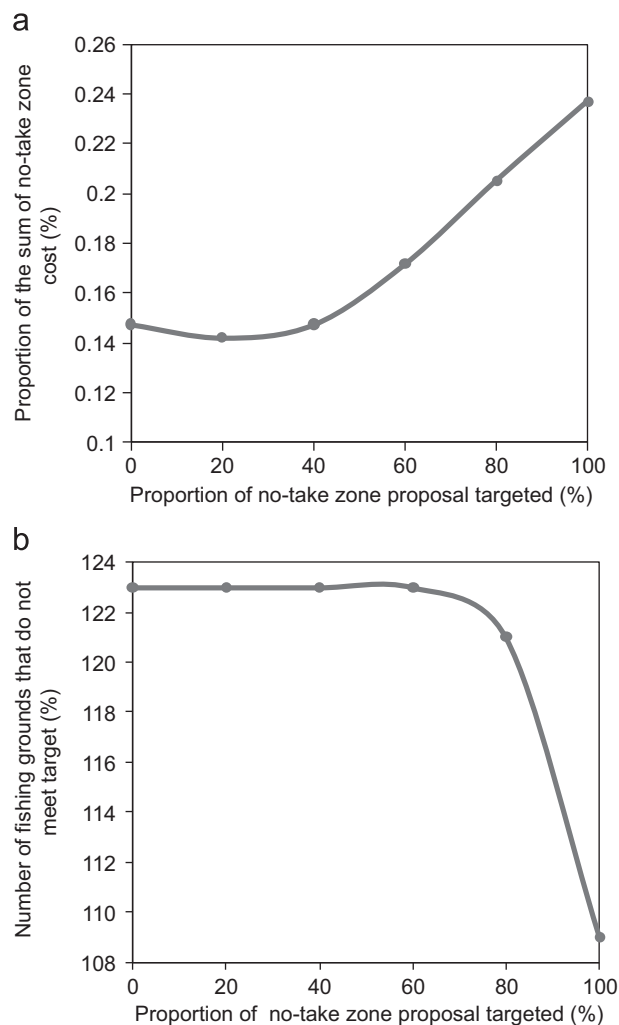 a
0.26
0.24
0.22
0.2
0.18
0.16
0.14
0.12
0.1
Proportion of the sum of no-take zone
cost (%)
0 20 40 60 80 100
Proportion of no-take zone proposal targeted (%)
b
124
122
120
118
116
114
112
110
108
Number of fishing grounds that do not
meet target (%)
0 20 40 60 80 100
Proportion of no-take zone proposal targeted (%)